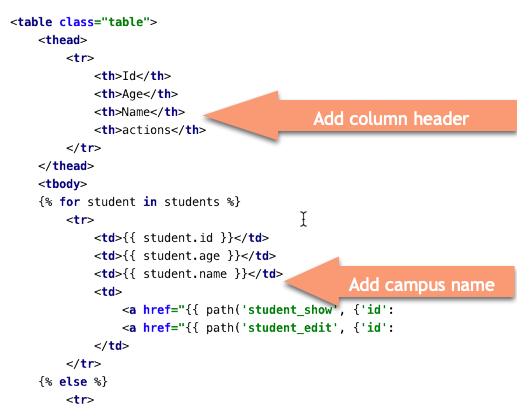 <table class="table">
<thead>
<tr>
<th>Id</th>
<th>Age</th>
<th>Name</th>
<th>actions</th>
Add column header
</tr>
</thead>
<tbody>
{% for student in students %}
<tr>
<td>{{ student.id }}</td>
<td>{{ student.age }}</td>
<td>{{ student.name }}</td>
Add campus name
<td>
<a href="{{ path('student_show', {'id':
<a href="{{ path('student_edit', {'id':
</td>
</tr>
{% else %}
<tr>